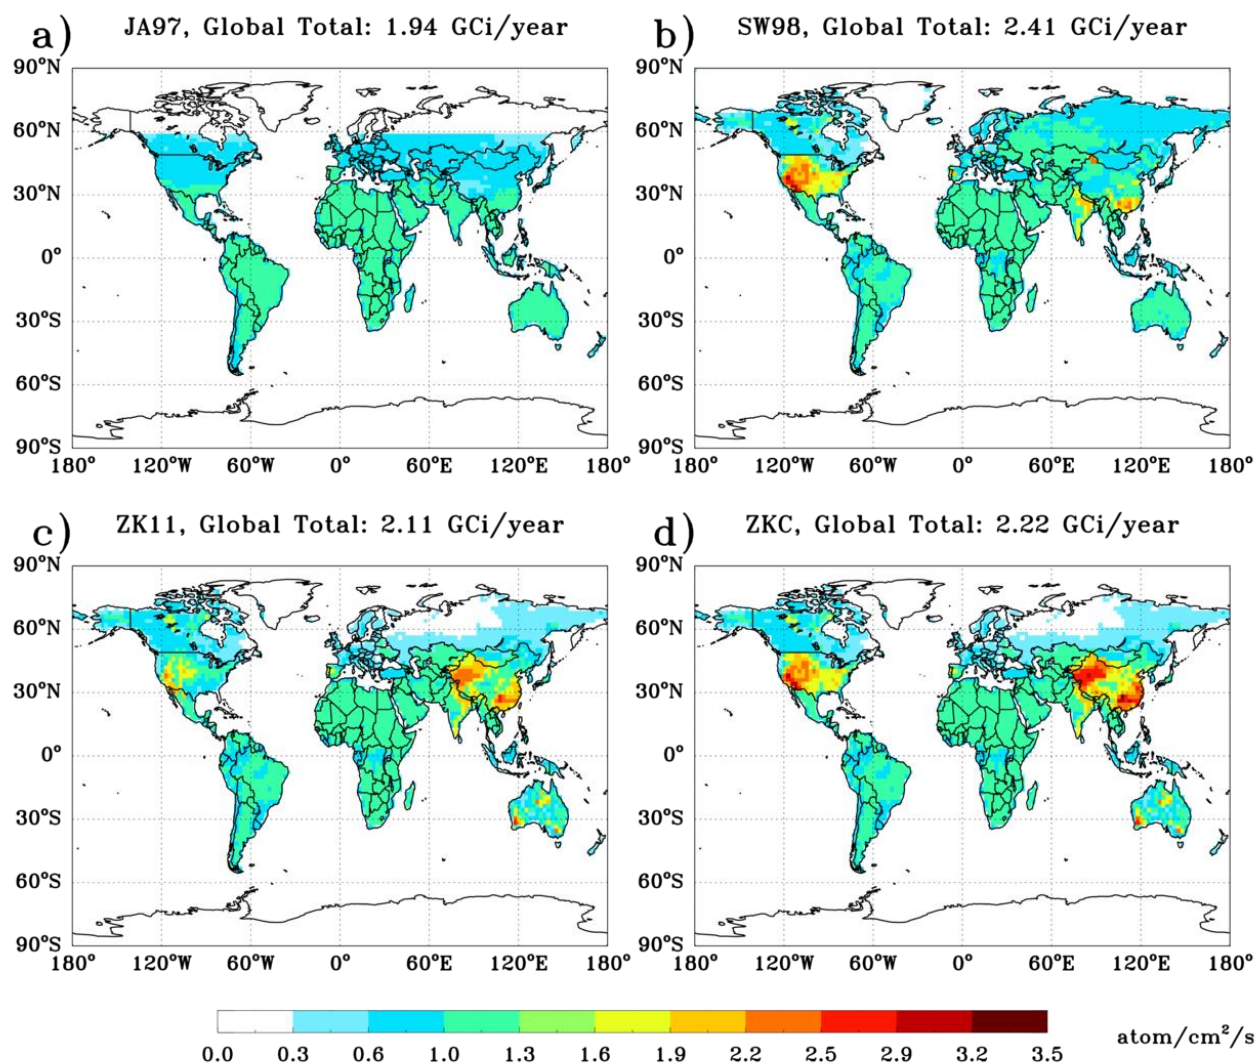 a) JA97, Global Total: 1.94 GCi/year
90°N
60°N
30°N
0°
30°S
60°S
90°S
180° 120°W 60°W 0° 60°E 120°E 180°
b) SW98, Global Total: 2.41 GCi/year
90°N
60°N
30°N
0°
30°S
60°S
90°S
180° 120°W 60°W 0° 60°E 120°E 180°
c) ZK11, Global Total: 2.11 GCi/year
90°N
60°N
30°N
0°
30°S
60°S
90°S
180° 120°W 60°W 0° 60°E 120°E 180°
d) ZKC, Global Total: 2.22 GCi/year
90°N
60°N
30°N
0°
30°S
60°S
90°S
180° 120°W 60°W 0° 60°E 120°E 180°
0.0 0.3 0.6 1.0 1.3 1.6 1.9 2.2 2.5 2.9 3.2 3.5 atom/cm²/s